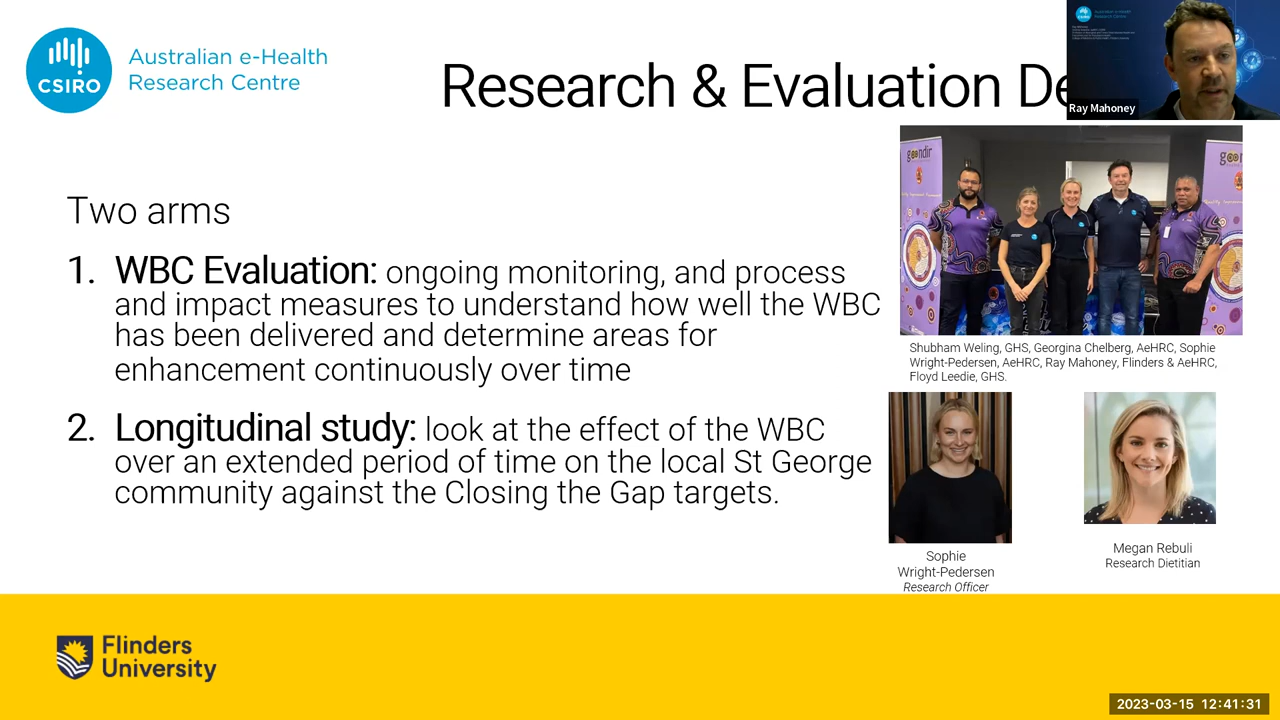 CSIRO
Australian e-Health
Research Centre
Research & Evaluation De
Ray Mahoney
Two arms
1. WBC Evaluation: ongoing monitoring, and process
and impact measures to understand how well the WBC
has been delivered and determine areas for
enhancement continuously over time
2. Longitudinal study: look at the effect of the WBC
over an extended period of time on the local St George
community against the Closing the Gap targets.
goondir
Shubham Weling, GHS, Georgina Chelberg, AeHRC, Sophie
Wright-Pedersen, AeHRC, Ray Mahoney, Flinders & AeHRC,
Floyd Leedie, GHS.
Sophie
Wright-Pedersen
Research Officer
Megan Rebuli
Research Dietitian
Flinders
University
2023-03-15 12:41:31